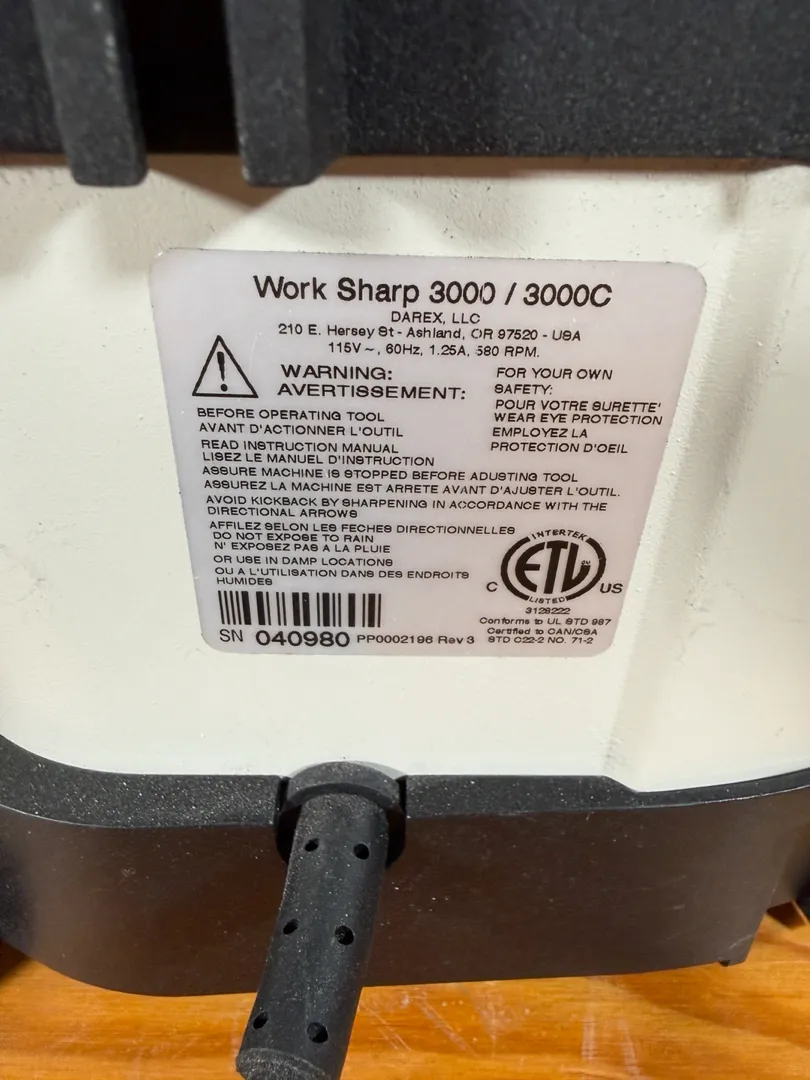 Work Sharp 3000 / 3000C
DAREX, LLC
210 E. Hersey St - Ashland, OR 97520 - USA
115V ~, 60Hz, 1.25A, 580 RPM.
WARNING:
AVERTISSEMENT:
FOR YOUR OWN
SAFETY:
POUR VOTRE SURETTE'
WEAR EYE PROTECTION
EMPLOYEZ LA
PROTECTION D'OEIL
BEFORE OPERATING TOOL
AVANT D'ACTIONNER L'OUTIL
READ INSTRUCTION MANUAL
LISEZ LE MANUEL D'INSTRUCTION
ASSURE MACHINE IS STOPPED BEFORE ADUSTING TOOL
ASSUREZ LA MACHINE EST ARRETE AVANT D'AJUSTER L'OUTIL.
AVOID KICKBACK BY SHARPENING IN ACCORDANCE WITH THE
DIRECTIONAL ARROWS
AFFILEZ SELON LES FECHES DIRECTIONNELLES
DO NOT EXPOSE TO RAIN
N' EXPOSEZ PAS A LA PLUIE
OR USE IN DAMP LOCATIONS
OU A L'UTILISATION DANS DES ENDROITS
HUMIDES
INTERTEK
C ETL US
LISTED
3128222
Conforms to UL STD 987
Certified to CAN/CSA
STD C22-2 NO. 71-2
SN 040980 PP0002196 Rev 3